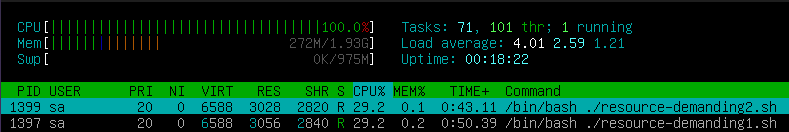 CPU[||||||||||||||||||||||||||||||||||100.0%] Tasks: 71, 101 thr; 1 running
Mem[||||||||||||||| 272M/1.93G] Load average: 4.01 2.59 1.21
Swp[ 0K/975M] Uptime: 00:18:22
PID USER PRI NI VIRT RES SHR S CPU% MEM% TIME+ Command
1399 sa 20 0 6588 3028 2820 R 29.2 0.1 0:43.11 /bin/bash ./resource-demanding2.sh
1397 sa 20 0 6588 3056 2840 R 29.2 0.2 0:50.39 /bin/bash ./resource-demanding1.sh